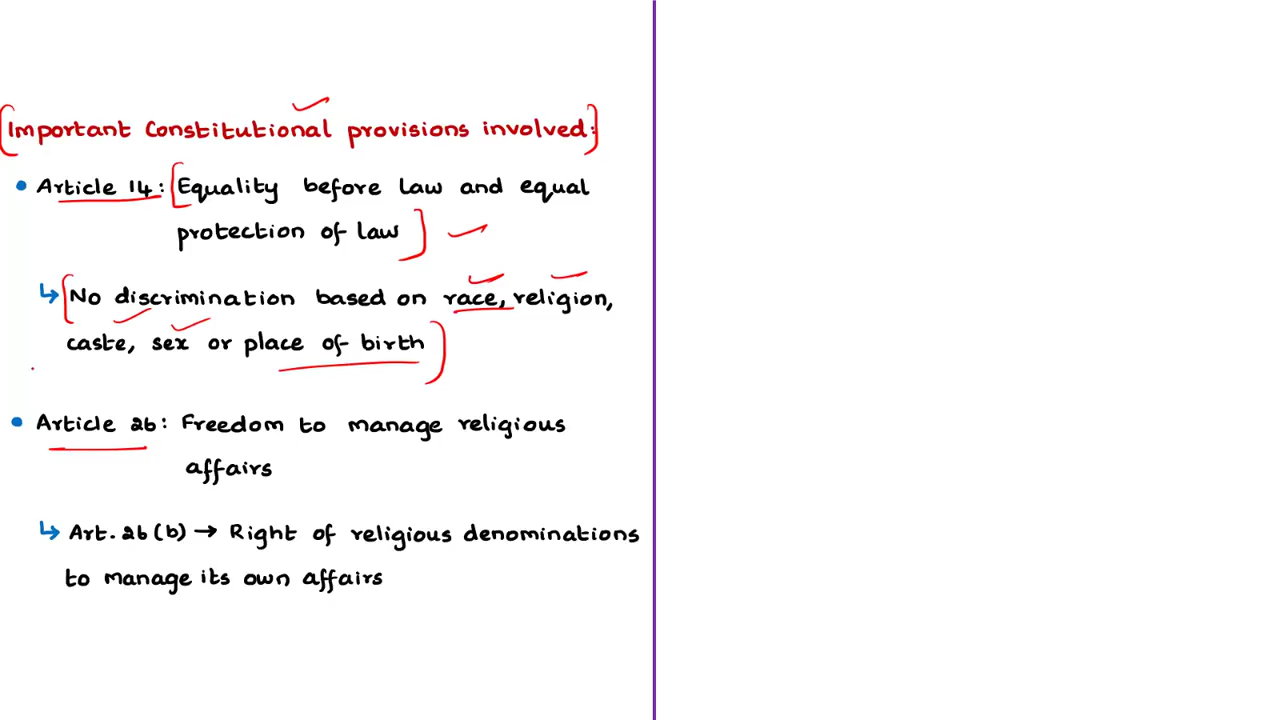 Important Constitutional provisions involved:
• Article 14: Equality before law and equal
protection of law
↳ No discrimination based on race, religion,
caste, sex or place of birth
• Article 26: Freedom to manage religious
affairs
↳ Art. 26 (b) → Right of religious denominations
to manage its own affairs